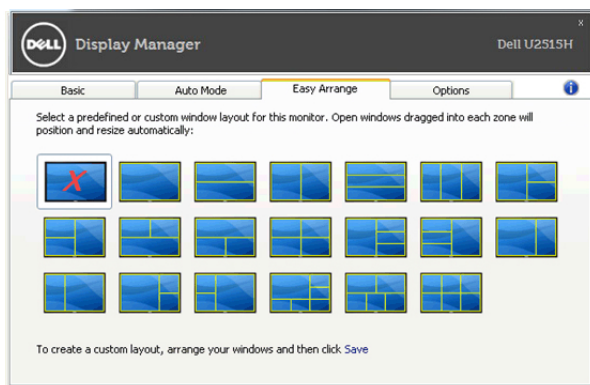 x
DELL Display Manager Dell U2515H
Basic Auto Mode Easy Arrange Options i
Select a predefined or custom window layout for this monitor. Open windows dragged into each zone will
position and resize automatically:
X
To create a custom layout, arrange your windows and then click Save